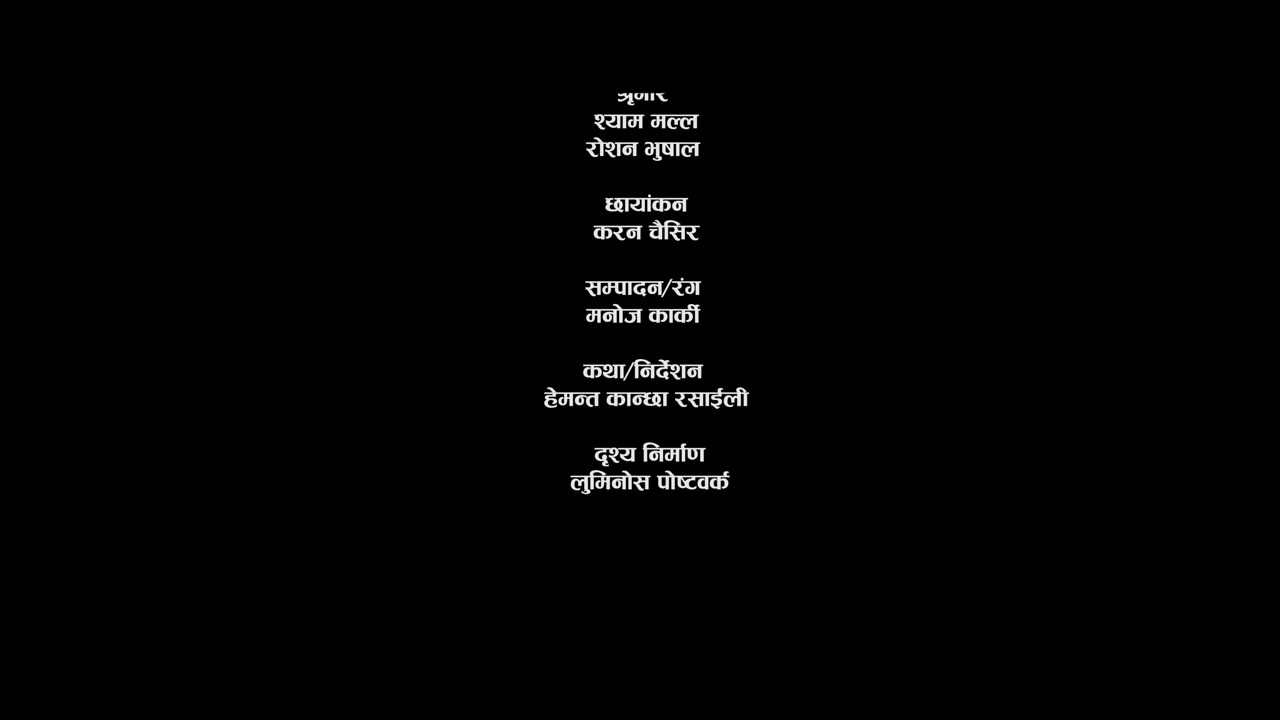 श्याम मल्ल
रोशन भुषाल
छायांकन
करन चैसिर
सम्पादन/रंग
मनोज कार्की
कथा/निर्देशन
हेमन्त कान्छा रसाईली
दृश्य निर्माण
लुमिनोस पोष्टवर्क